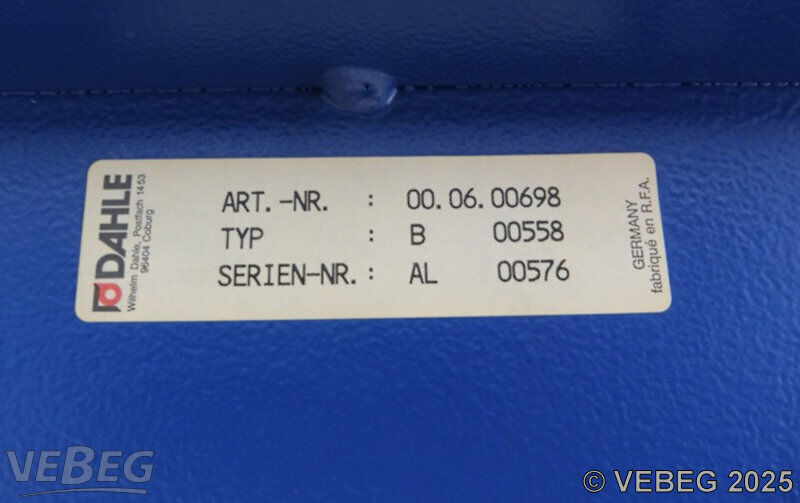 DAHLE
Wilhelm Dahle, Postfach 1453
96404 Coburg
ART.-NR. : 00.06.00698
TYP : B 00558
SERIEN-NR.: AL 00576
GERMANY
fabriqué en R.F.A.
VEBEG
© VEBEG 2025